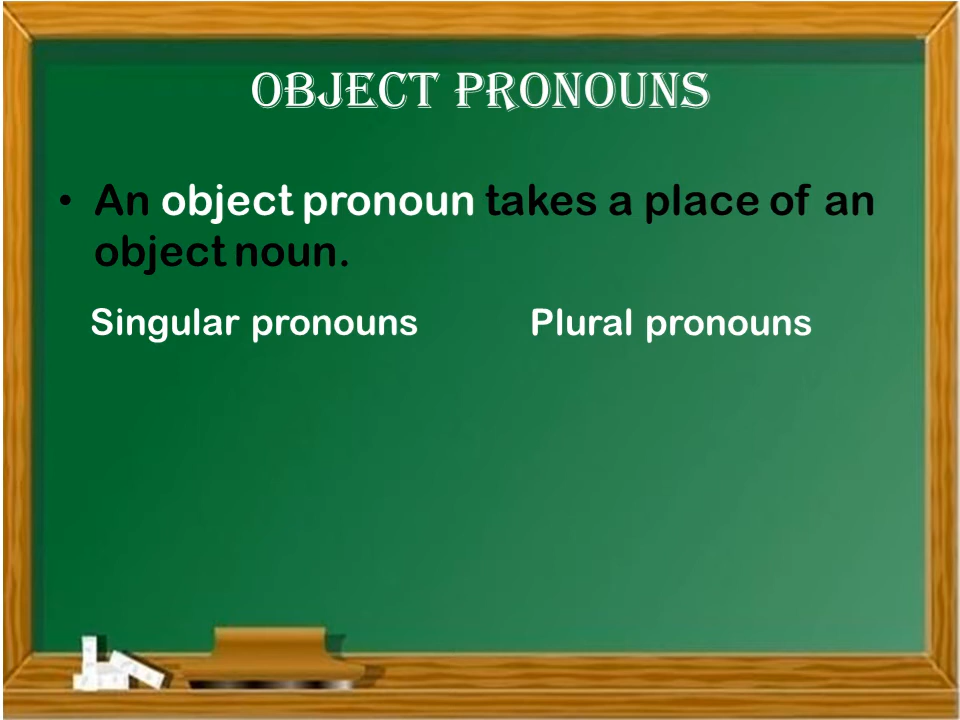 OBJECT PRONOUNS
• An object pronoun takes a place of an
object noun.
Singular pronouns Plural pronouns